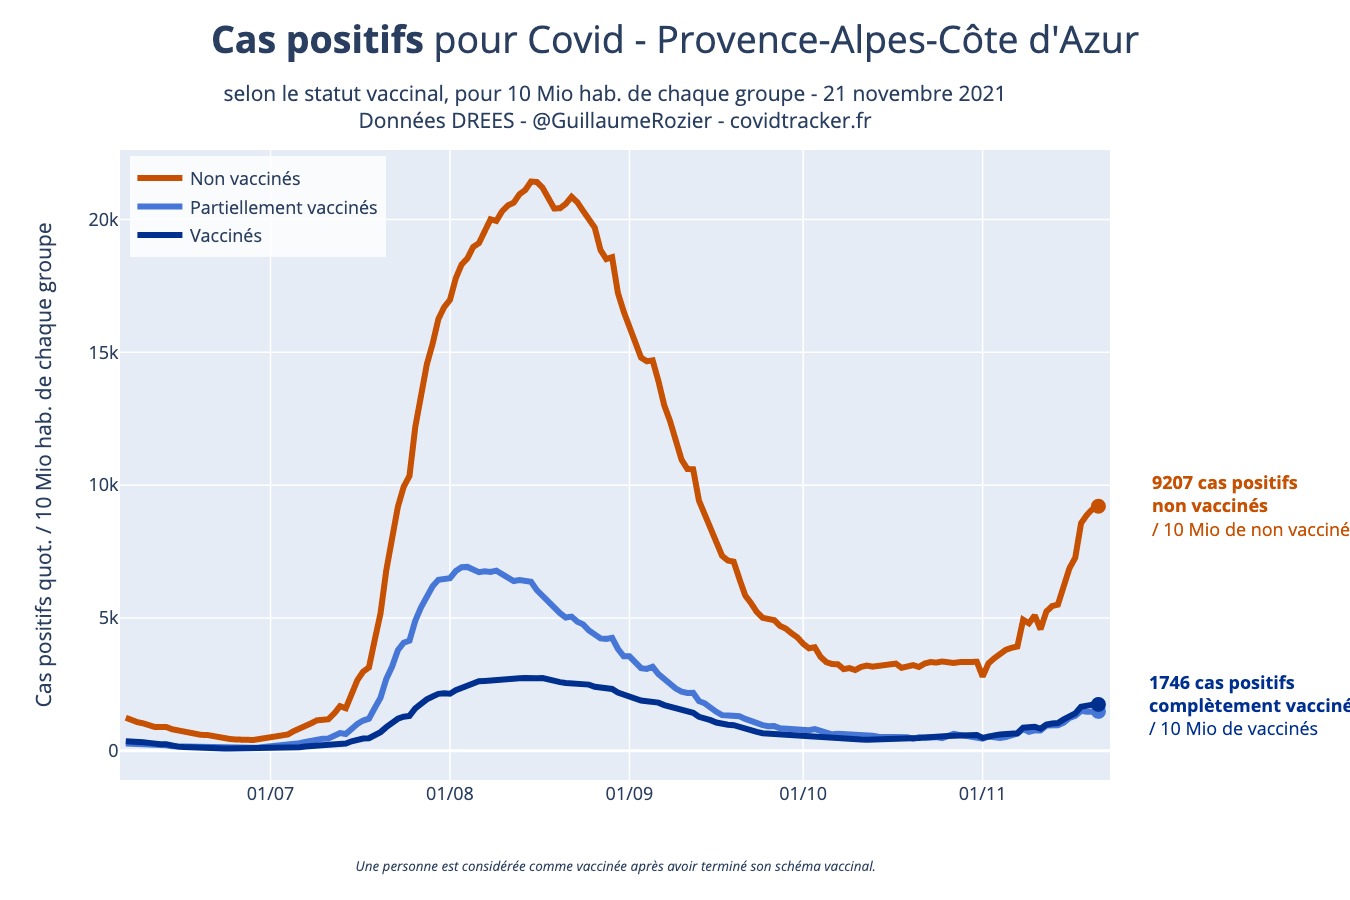 Cas positifs pour Covid - Provence-Alpes-Côte d'Azur
selon le statut vaccinal, pour 10 Mio hab. de chaque groupe - 21 novembre 2021
Données DREES - @GuillaumeRozier - covidtracker.fr
Non vaccinés
Partiellement vaccinés
Vaccinés
Cas positifs quot. / 10 Mio hab. de chaque groupe
20k
15k
10k
5k
0
01/07
01/08
01/09
01/10
01/11
9207 cas positifs
non vaccinés
/ 10 Mio de non vacciné
1746 cas positifs
complètement vacciné
/ 10 Mio de vaccinés
Une personne est considérée comme vaccinée après avoir terminé son schéma vaccinal.